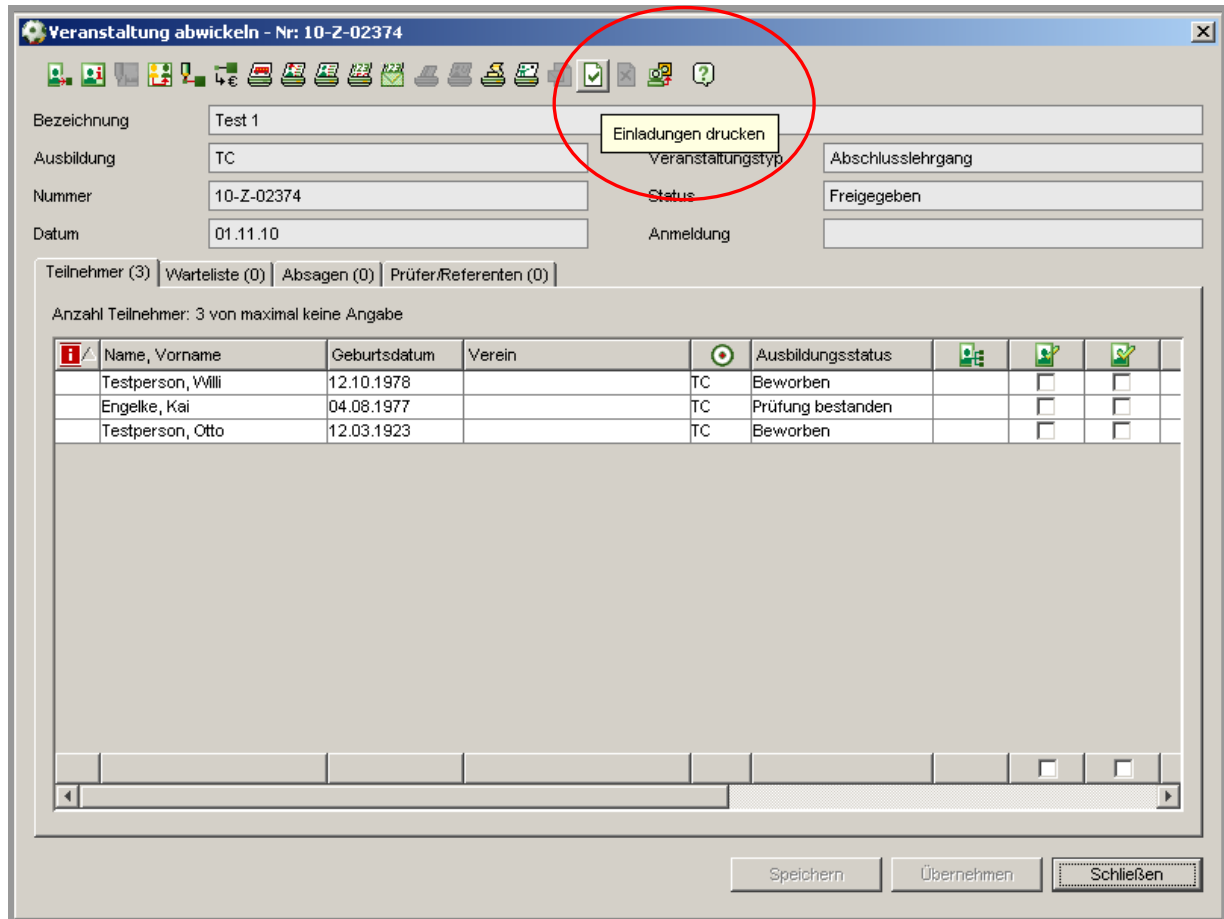 Veranstaltung abwickeln - Nr: 10-Z-02374
Bezeichnung Test 1
Einladungen drucken
Ausbildung TC Veranstaltungstyp Abschlusslehrgang
Nummer 10-Z-02374 Status Freigegeben
Datum 01.11.10 Anmeldung
Teilnehmer (3) Warteliste (0) Absagen (0) Prüfer/Referenten (0)
Anzahl Teilnehmer: 3 von maximal keine Angabe
Name, Vorname Geburtsdatum Verein Ausbildungsstatus
Testperson, Willi 12.10.1978 TC Beworben
Engelke, Kai 04.08.1977 TC Prüfung bestanden
Testperson, Otto 12.03.1923 TC Beworben
Speichern Übernehmen Schließen